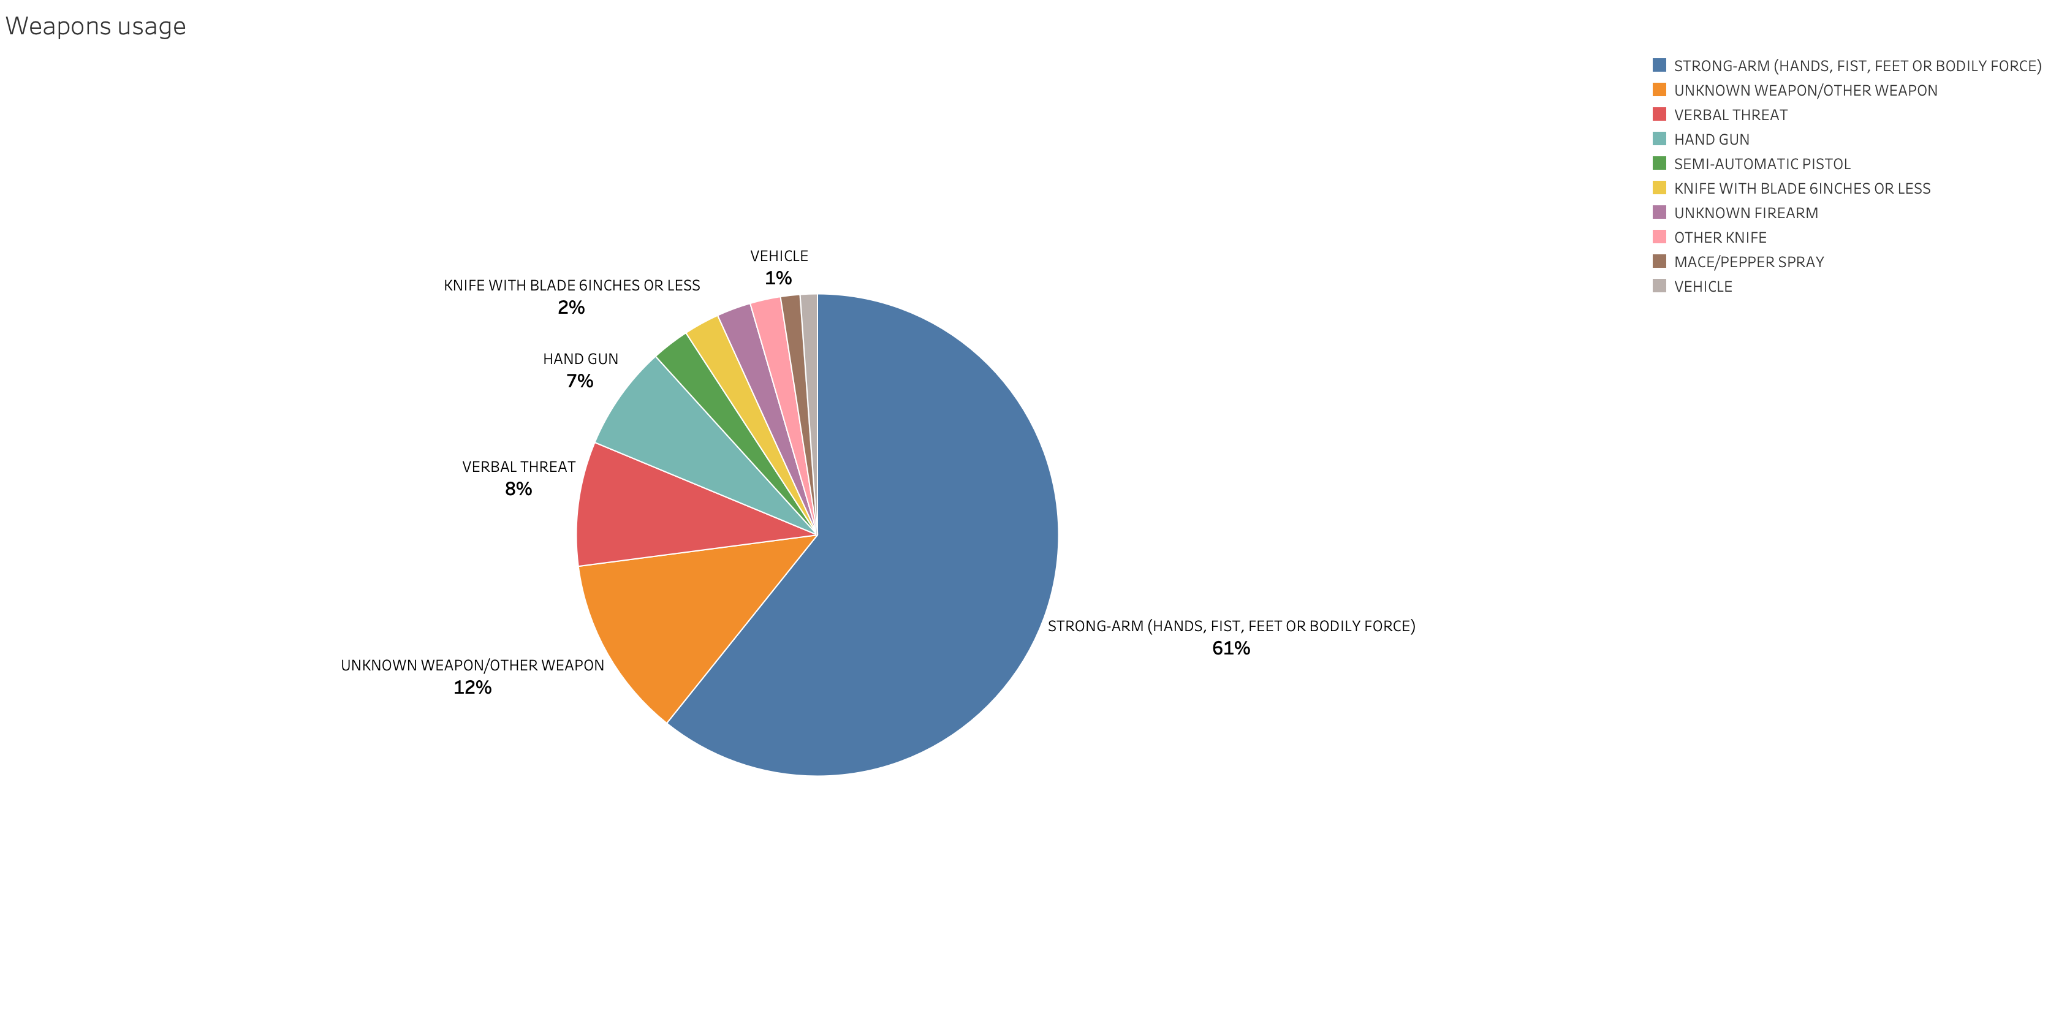 Weapons usage
STRONG-ARM (HANDS, FIST, FEET OR BODILY FORCE)
UNKNOWN WEAPON/OTHER WEAPON
VERBAL THREAT
HAND GUN
SEMI-AUTOMATIC PISTOL
KNIFE WITH BLADE 6INCHES OR LESS
UNKNOWN FIREARM
OTHER KNIFE
MACE/PEPPER SPRAY
VEHICLE
VEHICLE
1%
KNIFE WITH BLADE 6INCHES OR LESS
2%
HAND GUN
7%
VERBAL THREAT
8%
STRONG-ARM (HANDS, FIST, FEET OR BODILY FORCE)
61%
UNKNOWN WEAPON/OTHER WEAPON
12%